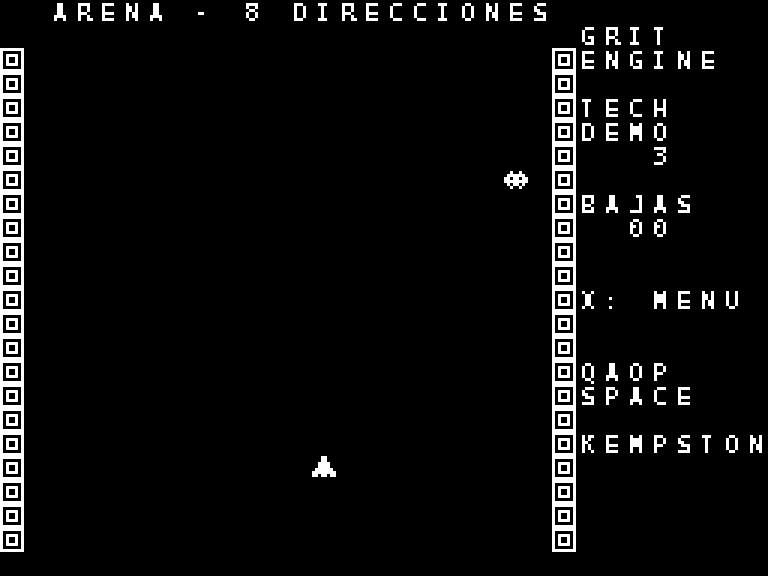 ARENA - 8 DIRECCIONES
GRIT
ENGINE
TECH
DEMO
3
BAJAS
00
X: MENU
QAOP
SPACE
KEMPSTON